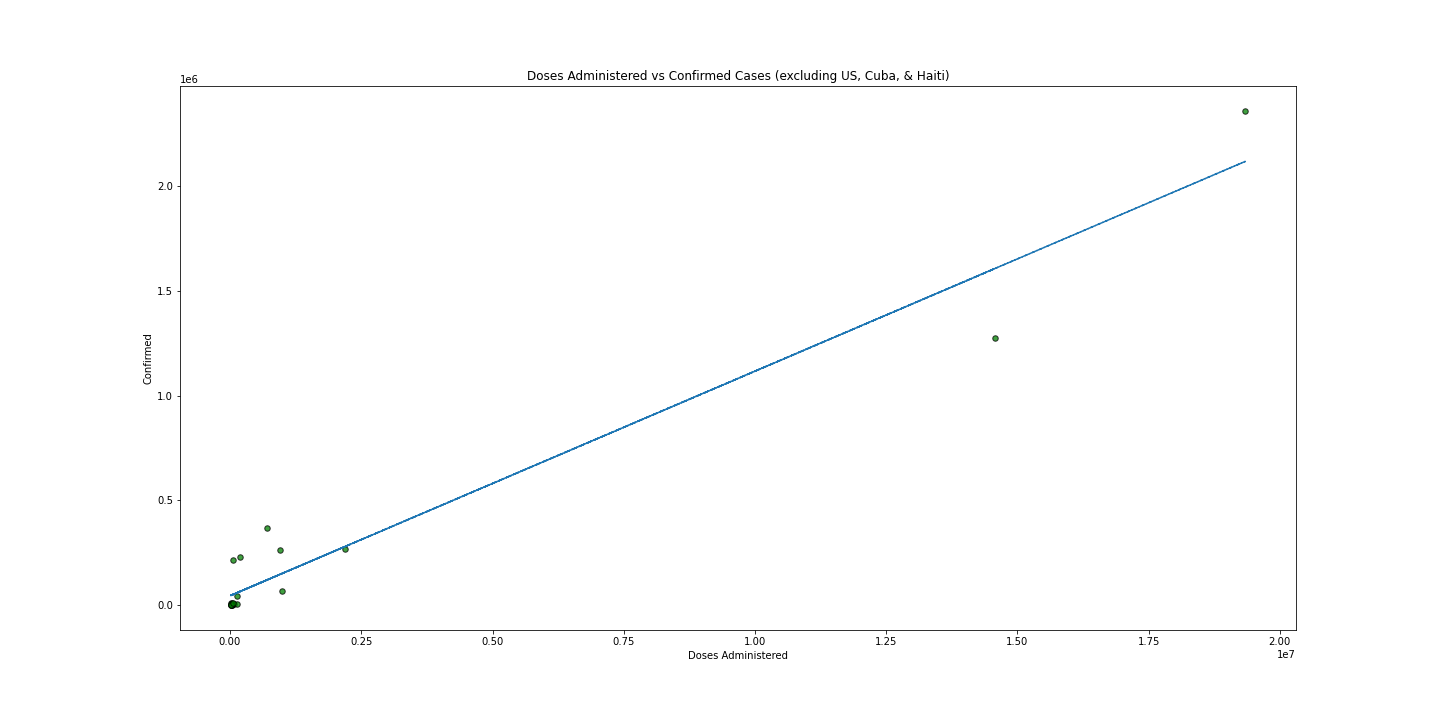 Doses Administered vs Confirmed Cases (excluding US, Cuba, & Haiti)
1e6
2.0
1.5
1.0
0.5
0.0
Confirmed
0.00 0.25 0.50 0.75 1.00 1.25 1.50 1.75 2.00
1e7
Doses Administered